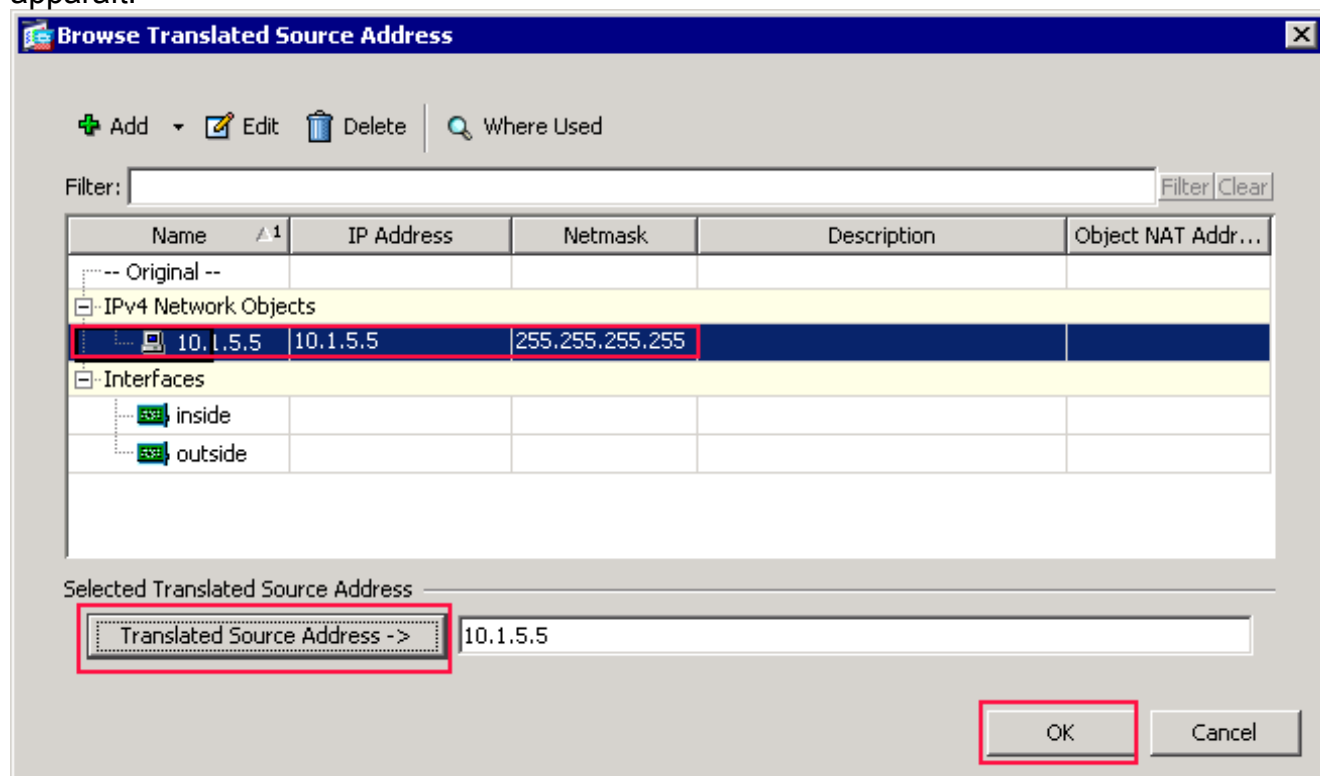 apparaît.
Browse Translated Source Address
Add Edit Delete Where Used
Filter: Filter Clear
Name 1 IP Address Netmask Description Object NAT Addr...
-- Original --
IPv4 Network Objects
10.1.5.5 10.1.5.5 255.255.255.255
Interfaces
inside
outside
Selected Translated Source Address
Translated Source Address -> 10.1.5.5
OK Cancel